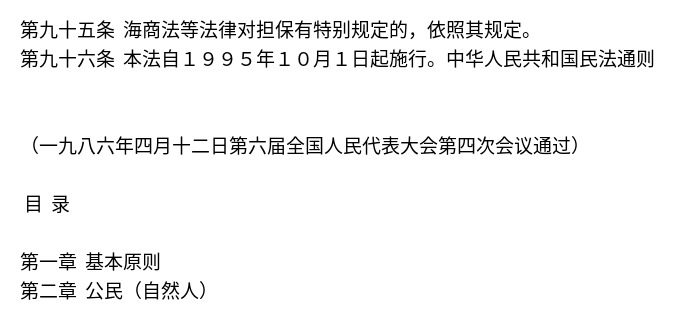 第九十五条 海商法等法律对担保有特别规定的，依照其规定。
第九十六条 本法自１９９５年１０月１日起施行。中华人民共和国民法通则
（一九八六年四月十二日第六届全国人民代表大会第四次会议通过）
目 录
第一章 基本原则
第二章 公民（自然人）